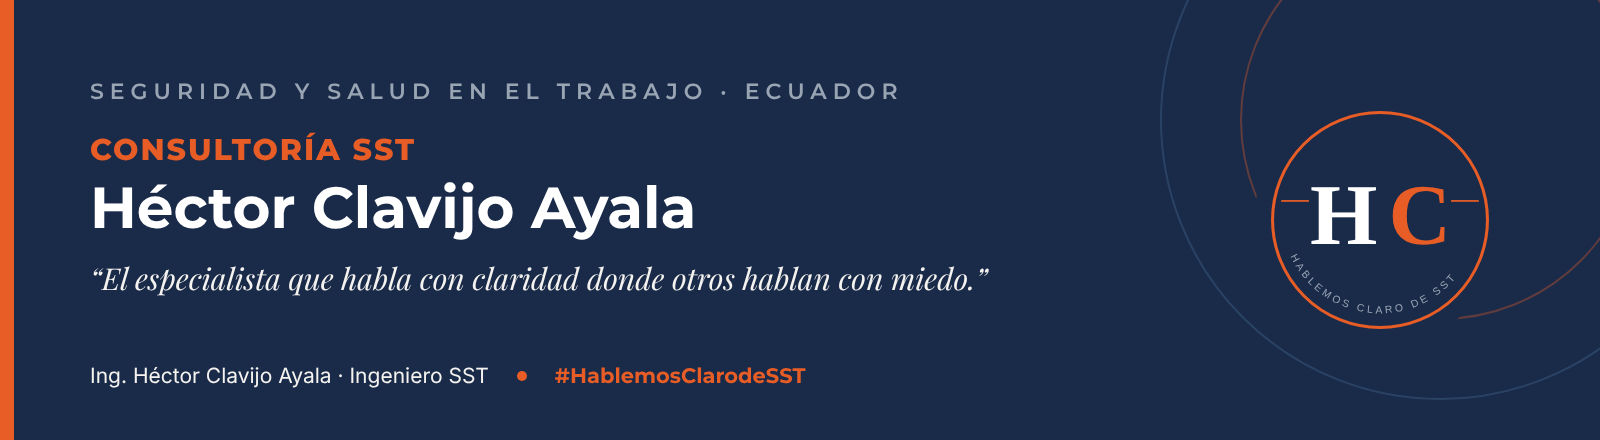 SEGURIDAD Y SALUD EN EL TRABAJO · ECUADOR
CONSULTORÍA SST
Héctor Clavijo Ayala
“El especialista que habla con claridad donde otros hablan con miedo.”
Ing. Héctor Clavijo Ayala · Ingeniero SST • #HablemosClarodeSST
HC
HABLEMOS CLARO DE SST